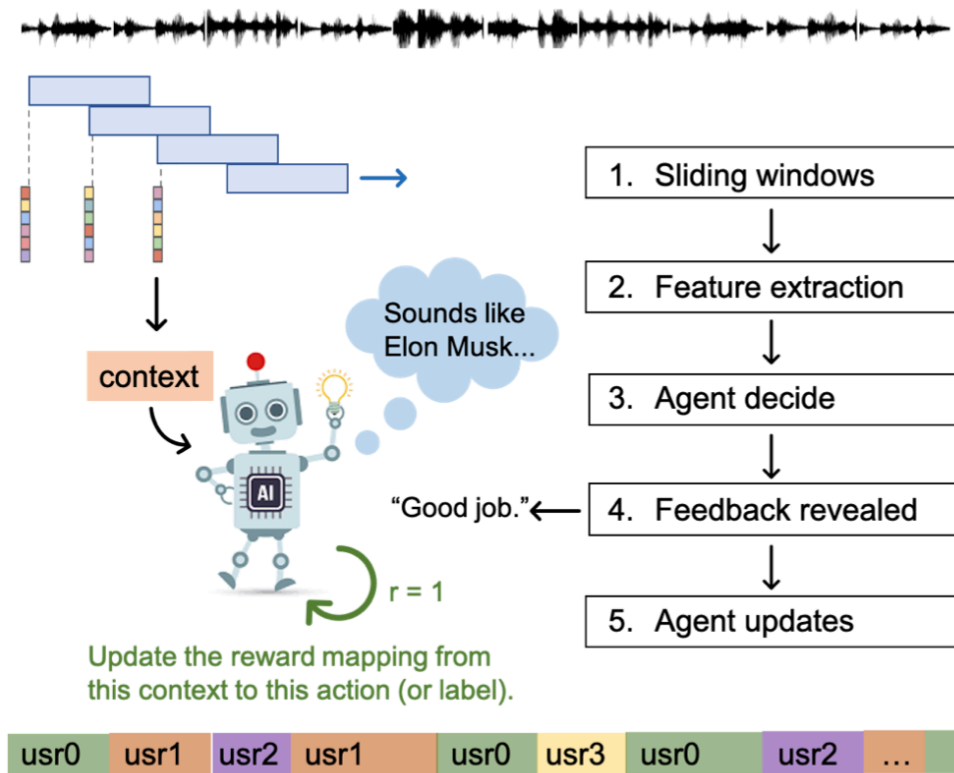 1. Sliding windows
2. Feature extraction
Sounds like
Elon Musk...
context
3. Agent decide
AI
“Good job.”
4. Feedback revealed
r = 1
5. Agent updates
Update the reward mapping from
this context to this action (or label).
usr0 usr1 usr2 usr1 usr0 usr3 usr0 usr2 ...